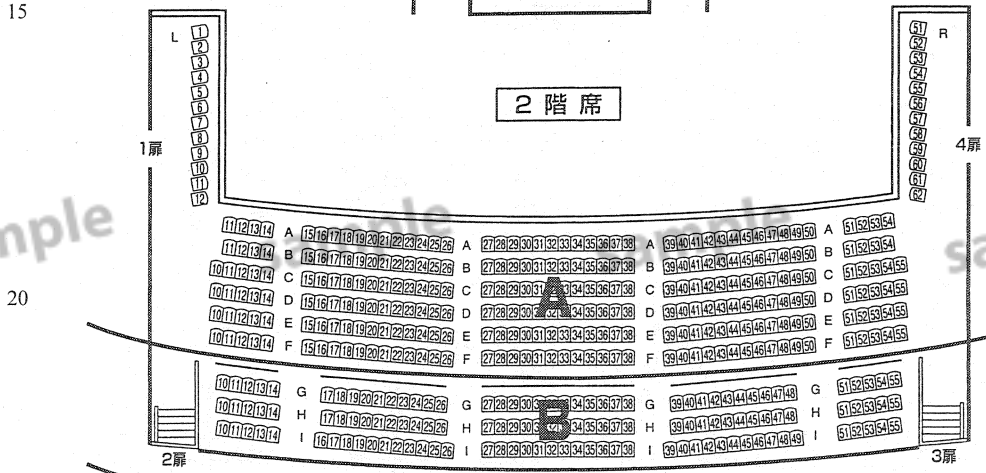 15
L
R
1 51
2 52
3 53
4 54
5 55
6 56
7 57
8 58
9 59
10 60
11 61
12 62
2階席
1扉
4扉
mple sample sample sa
11 12 13 14 A 15 16 17 18 19 20 21 22 23 24 25 26 A 27 28 29 30 31 32 33 34 35 36 37 38 A 39 40 41 42 43 44 45 46 47 48 49 50 A 51 52 53 54
11 12 13 14 B 15 16 17 18 19 20 21 22 23 24 25 26 B 27 28 29 30 31 32 33 34 35 36 37 38 B 39 40 41 42 43 44 45 46 47 48 49 50 B 51 52 53 54
10 11 12 13 14 C 15 16 17 18 19 20 21 22 23 24 25 26 C 27 28 29 30 31 33 34 35 36 37 38 C 39 40 41 42 43 44 45 46 47 48 49 50 C 51 52 53 54 55
A
20
10 11 12 13 14 D 15 16 17 18 19 20 21 22 23 24 25 26 D 27 28 29 30 31 32 33 34 35 36 37 38 D 39 40 41 42 43 44 45 46 47 48 49 50 D 51 52 53 54 55
10 11 12 13 14 E 15 16 17 18 19 20 21 22 23 24 25 26 E 27 28 29 30 31 32 33 34 35 36 37 38 E 39 40 41 42 43 44 45 46 47 48 49 50 E 51 52 53 54 55
10 11 12 13 14 F 15 16 17 18 19 20 21 22 23 24 25 26 F 27 28 29 30 31 32 33 34 35 36 37 38 F 39 40 41 42 43 44 45 46 47 48 49 50 F 51 52 53 54 55
10 11 12 13 14 G 17 18 19 20 21 22 23 24 25 26 G 27 28 29 30 34 35 36 37 38 G 39 40 41 42 43 44 45 46 47 48 G 51 52 53 54 55
B
10 11 12 13 14 H 17 18 19 20 21 22 23 24 25 26 H 27 28 29 30 34 35 36 37 38 H 39 40 41 42 43 44 45 46 47 48 H 51 52 53 54 55
10 11 12 13 14 I 16 17 18 19 20 21 22 23 24 25 26 I 27 28 29 30 31 32 33 34 35 36 37 38 I 39 40 41 42 43 44 45 46 47 48 49 I 51 52 53 54 55
2扉
3扉